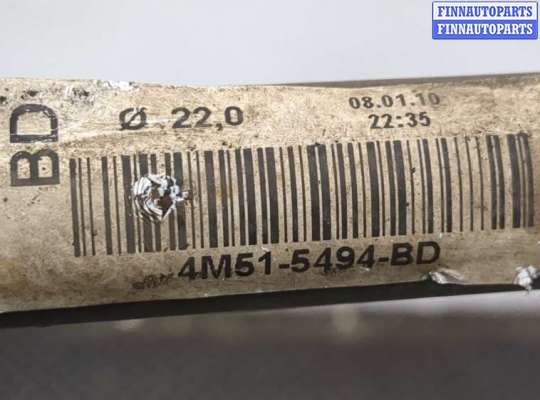 FINNAUTOPARTS
FINNAUTOPARTS
BD
Ø 22,0
08.01.10
22:35
4M51-5494-BD